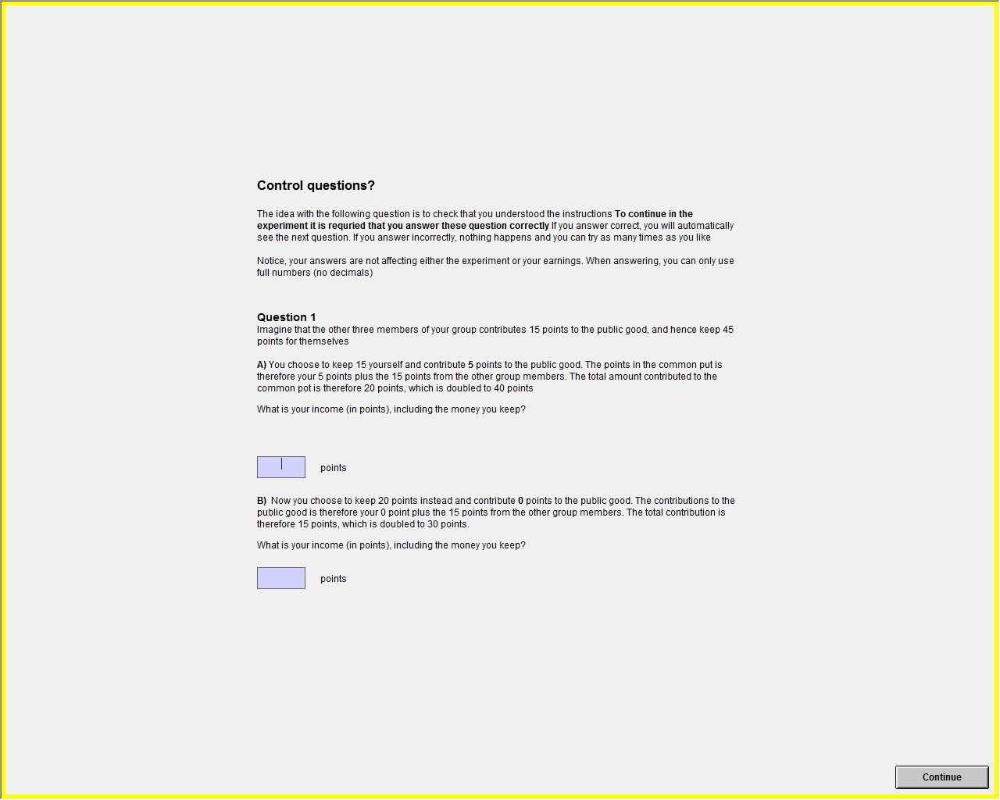 Control questions?
The idea with the following question is to check that you understood the instructions To continue in the
experiment it is requried that you answer these question correctly If you answer correct, you will automatically
see the next question. If you answer incorrectly, nothing happens and you can try as many times as you like
Notice, your answers are not affecting either the experiment or your earnings. When answering, you can only use
full numbers (no decimals)
Question 1
Imagine that the other three members of your group contributes 15 points to the public good, and hence keep 45
points for themselves
A) You choose to keep 15 yourself and contribute 5 points to the public good. The points in the common put is
therefore your 5 points plus the 15 points from the other group members. The total amount contributed to the
common pot is therefore 20 points, which is doubled to 40 points
What is your income (in points), including the money you keep?
points
B) Now you choose to keep 20 points instead and contribute 0 points to the public good. The contributions to the
public good is therefore your 0 point plus the 15 points from the other group members. The total contribution is
therefore 15 points, which is doubled to 30 points.
What is your income (in points), including the money you keep?
points
Continue